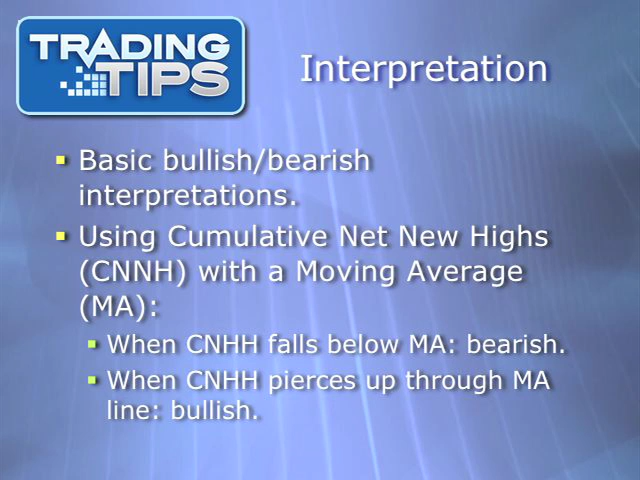 TRADING
TIPS
Interpretation
Basic bullish/bearish
interpretations.
Using Cumulative Net New Highs
(CNNH) with a Moving Average
(MA):
When CNHH falls below MA: bearish.
When CNHH pierces up through MA
line: bullish.